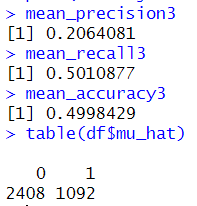 > mean_precision3
[1] 0.2064081
> mean_recall3
[1] 0.5010877
> mean_accuracy3
[1] 0.4998429
> table(df$mu_hat)
0 1
2408 1092